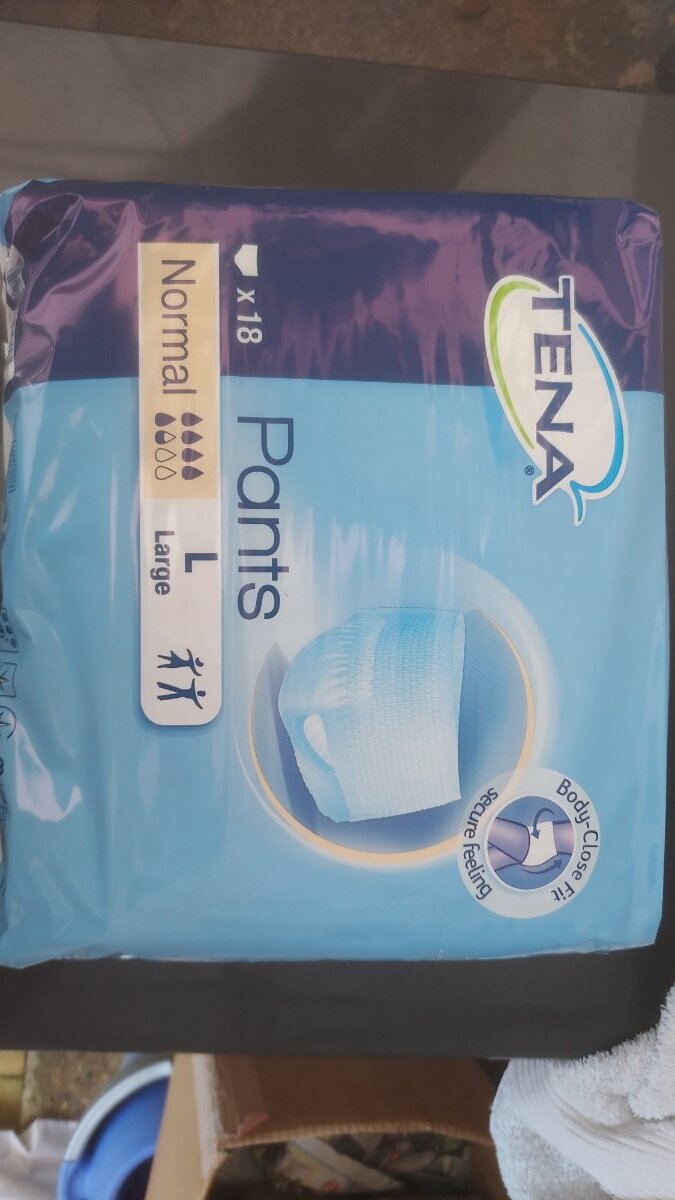 TENA®
Pants
x 18
Normal
L
Large
Body-Close Fit
secure feeling